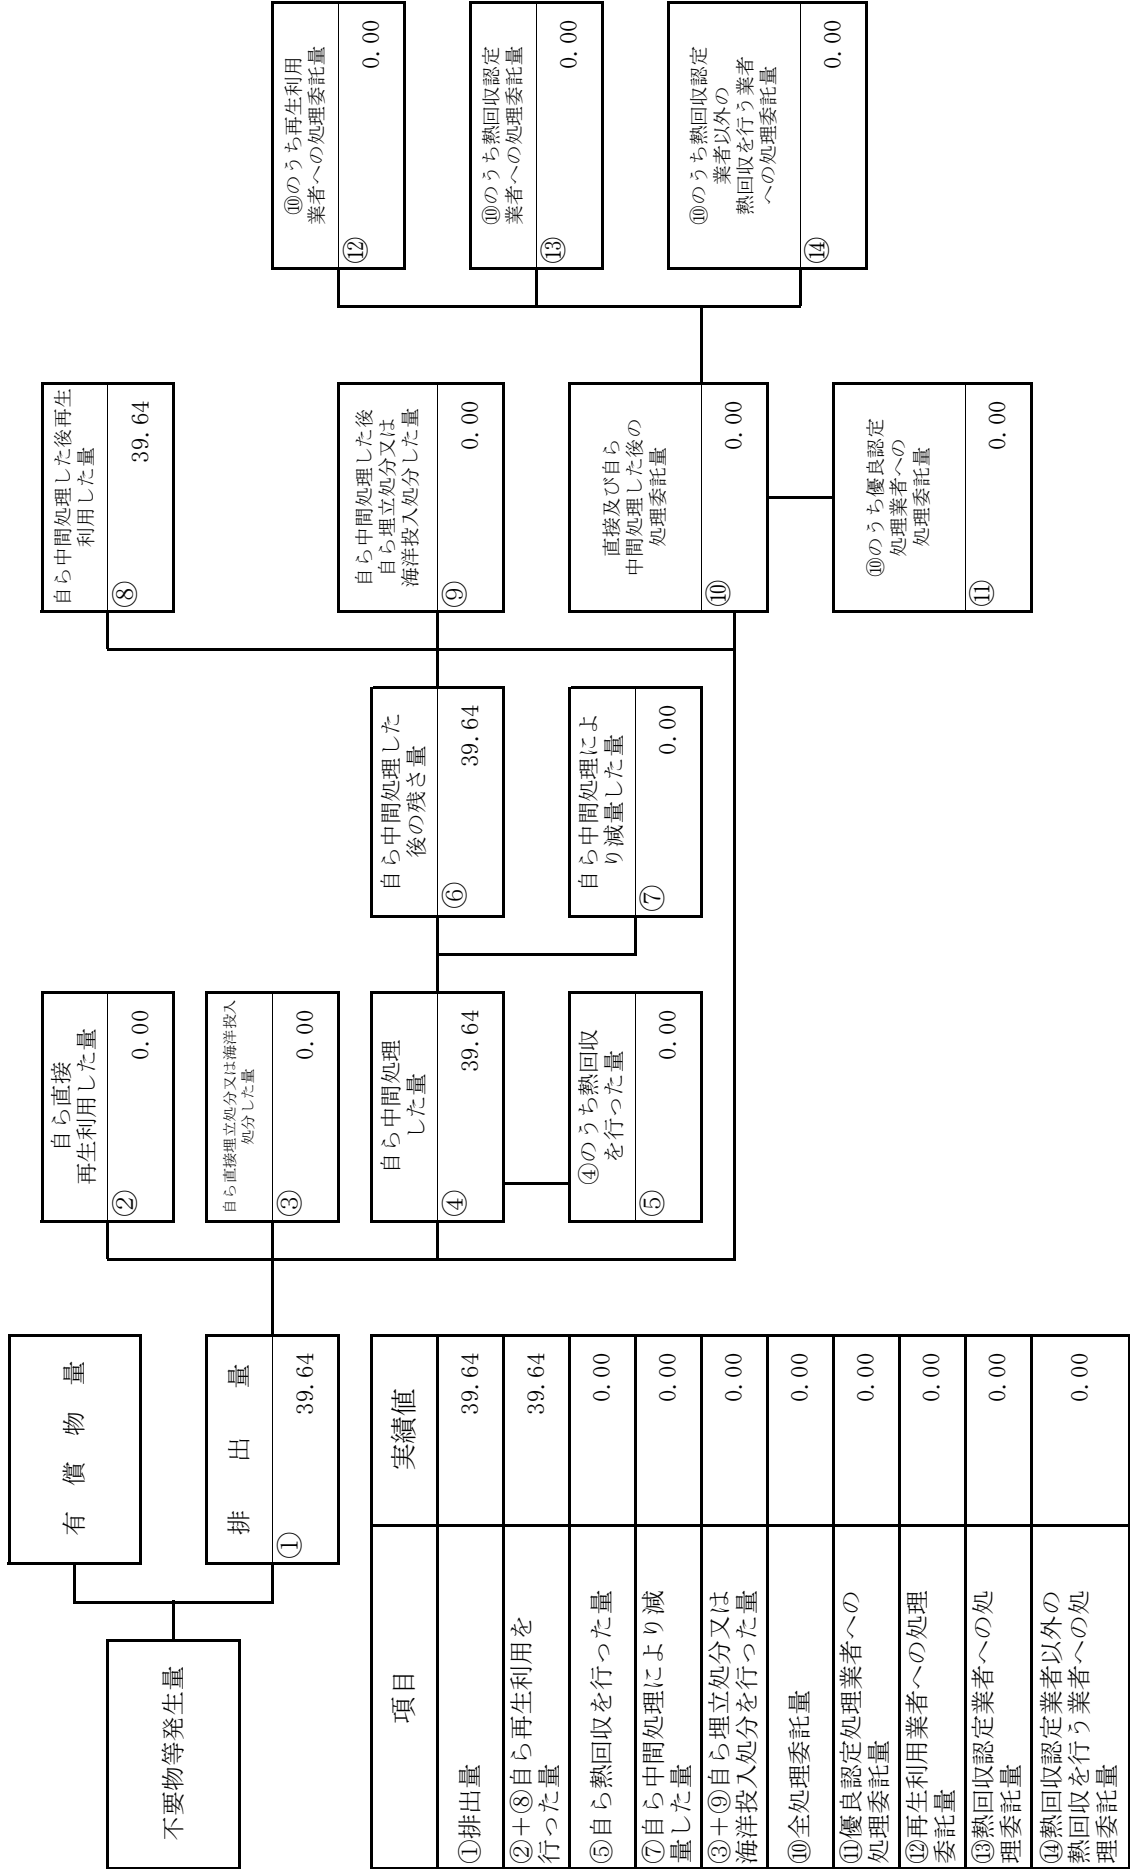 不要物等発生量
有償物量
排出量
①
39.64
自ら直接
再生利用した量
②
0.00
自ら直接埋立処分又は海洋投入
処分した量
③
0.00
自ら中間処理
した量
④
39.64
④のうち熱回収
を行った量
⑤
0.00
自ら中間処理した
後の残さ量
⑥
39.64
自ら中間処理によ
り減量した量
⑦
0.00
自ら中間処理した後再生
利用した量
⑧
39.64
自ら中間処理した後
自ら埋立処分又は
海洋投入処分した量
⑨
0.00
直接及び自ら
中間処理した後の
処理委託量
⑩
0.00
⑩のうち優良認定
処理業者への
処理委託量
⑪
0.00
⑩のうち再生利用
業者への処理委託量
⑫
0.00
⑩のうち熱回収認定
業者への処理委託量
⑬
0.00
⑩のうち熱回収認定
業者以外の
熱回収を行う業者
への処理委託量
⑭
0.00
項目 実績値
①排出量 39.64
②+⑧自ら再生利用を
行った量 39.64
⑤自ら熱回収を行った量 0.00
⑦自ら中間処理により減
量した量 0.00
③+⑨自ら埋立処分又は
海洋投入処分を行った量 0.00
⑩全処理委託量 0.00
⑪優良認定処理業者への
処理委託量 0.00
⑫再生利用業者への処理
委託量 0.00
⑬熱回収認定業者への処
理委託量 0.00
⑭熱回収認定業者以外の
熱回収を行う業者への処
理委託量 0.00